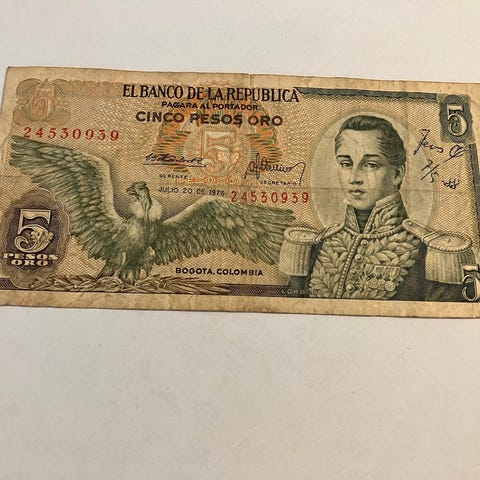 EL BANCO DE LA REPUBLICA
PAGARA AL PORTADOR
CINCO PESOS ORO
5
5
24530939
GERENTE
SECRETARIO
JULIO 20 DE 1976
24530939
5
5
PESOS
ORO
BOGOTA, COLOMBIA
5